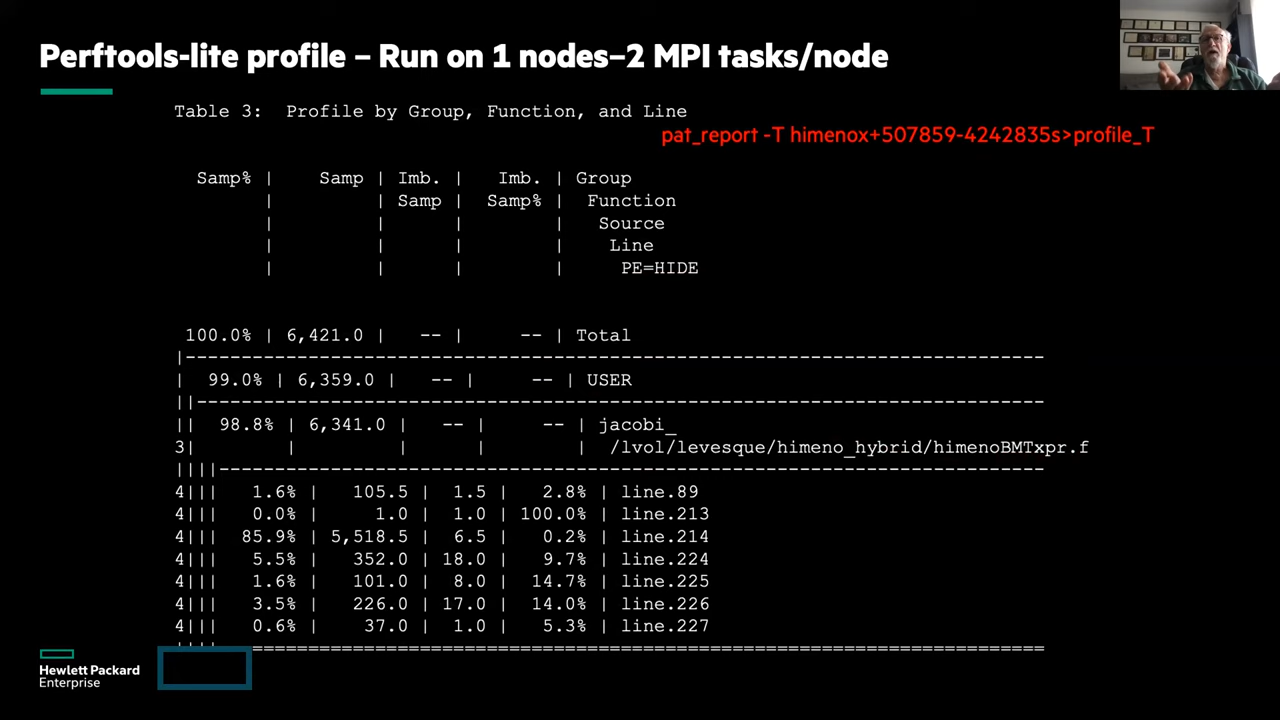 Perftools-lite profile – Run on 1 nodes–2 MPI tasks/node
Table 3:  Profile by Group, Function, and Line
pat_report -T himenox+507859-4242835s>profile_T
Samp% |    Samp | Imb. |   Imb. | Group
|         | Samp |  Samp% |  Function
|         |      |        |   Source
|         |      |        |    Line
|         |      |        |     PE=HIDE
100.0% | 6,421.0 |   -- |     -- | Total
|-----------------------------------------------------------------------------
|  99.0% | 6,359.0 |   -- |     -- | USER
||----------------------------------------------------------------------------
||  98.8% | 6,341.0 |   -- |     -- | jacobi_
3|        |         |      |        |  /lvol/levesque/himeno_hybrid/himenoBMTxpr.f
||||--------------------------------------------------------------------------
4|||   1.6% |   105.5 |  1.5 |   2.8% | line.89
4|||   0.0% |     1.0 |  1.0 | 100.0% | line.213
4|||  85.9% | 5,518.5 |  6.5 |   0.2% | line.214
4|||   5.5% |   352.0 | 18.0 |   9.7% | line.224
4|||   1.6% |   101.0 |  8.0 |  14.7% | line.225
4|||   3.5% |   226.0 | 17.0 |  14.0% | line.226
4|||   0.6% |    37.0 |  1.0 |   5.3% | line.227
||||==========================================================================
Hewlett Packard
Enterprise